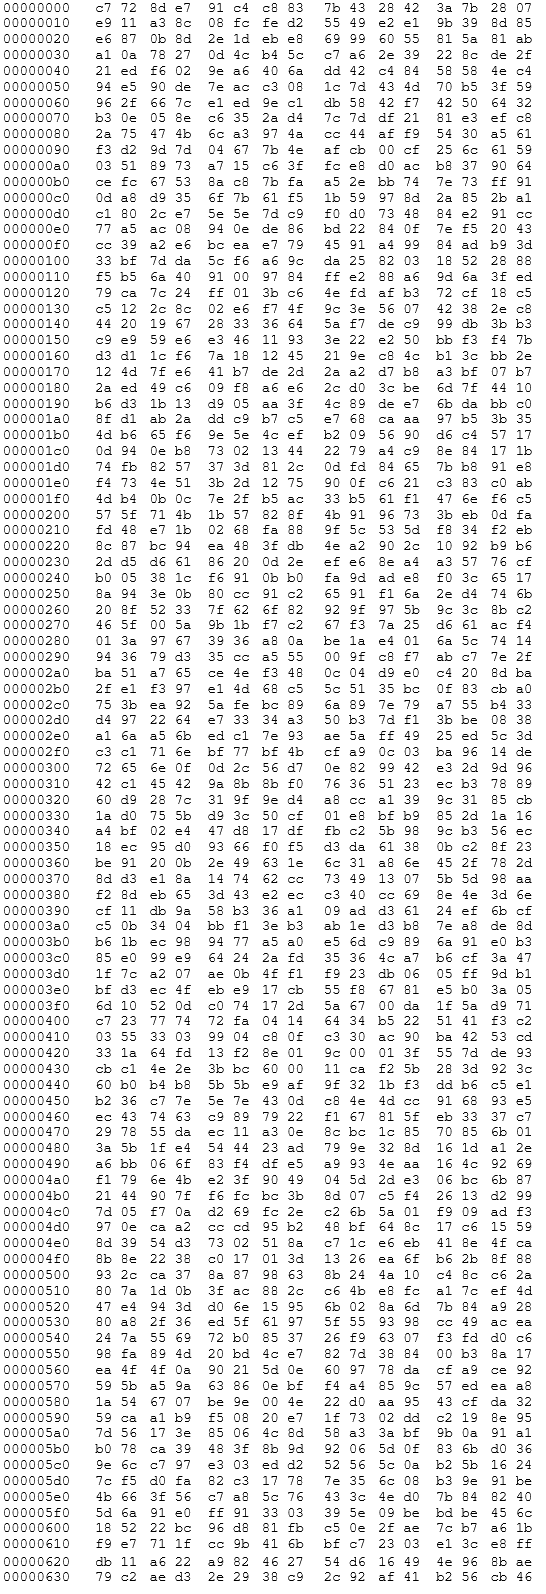 00000000 c7 72 8d e7 91 c4 c8 83 7b 43 28 42 3a 7b 28 07
00000010 e9 11 a3 8c 08 fc fe d2 55 49 e2 e1 9b 39 8d 85
00000020 e6 87 0b 8d 2e 1d eb e8 69 99 60 55 81 5a 81 ab
00000030 a1 0a 78 27 0d 4c b4 5c c7 a6 2e 39 22 8c de 2f
00000040 21 ed f6 02 9e a6 40 6a dd 42 c4 84 58 58 4e c4
00000050 94 e5 90 de 7e ac c3 08 1c 7d 43 4d 70 b5 3f 59
00000060 96 2f 66 7c e1 ed 9e c1 db 58 42 f7 42 50 64 32
00000070 b3 0e 05 8e c6 35 2a d4 7c 7d df 21 81 e3 ef c8
00000080 2a 75 47 4b 6c a3 97 4a cc 44 af f9 54 30 a5 61
00000090 f3 d2 9d 7d 04 67 7b 4e af cb 00 cf 25 6c 61 59
000000a0 03 51 89 73 a7 15 c6 3f fc e8 d0 ac b8 37 90 64
000000b0 ce fc 67 53 8a c8 7b fa a5 2e bb 74 7e 73 ff 91
000000c0 0d a8 d9 35 6f 7b 61 f5 1b 59 97 8d 2a 85 2b a1
000000d0 c1 80 2c e7 5e 5e 7d c9 f0 d0 73 48 84 e2 91 cc
000000e0 77 a5 ac 08 94 0e de 86 bd 22 84 0f 7e f5 20 43
000000f0 cc 39 a2 e6 bc ea e7 79 45 91 a4 99 84 ad b9 3d
00000100 33 bf 7d da 5c f6 a6 9c da 25 82 03 18 52 28 88
00000110 f5 b5 6a 40 91 00 97 84 ff e2 88 a6 9d 6a 3f ed
00000120 79 ca 7c 24 ff 01 3b c6 4e fd af b3 72 cf 18 c5
00000130 c5 12 2c 8c 02 e6 f7 4f 9c 3e 56 07 42 38 2e c8
00000140 44 20 19 67 28 33 36 64 5a f7 de c9 99 db 3b b3
00000150 c9 e9 59 e6 e3 46 11 93 3e 22 e2 50 bb f3 f4 7b
00000160 d3 d1 1c f6 7a 18 12 45 21 9e c8 4c b1 3c bb 2e
00000170 12 4d 7f e6 41 b7 de 2d 2a a2 d7 b8 a3 bf 07 b7
00000180 2a ed 49 c6 09 f8 a6 e6 2c d0 3c be 6d 7f 44 10
00000190 b6 d3 1b 13 d9 05 aa 3f 4c 89 de e7 6b da bb c0
000001a0 8f d1 ab 2a dd c9 b7 c5 e7 68 ca aa 97 b5 3b 35
000001b0 4d b6 65 f6 9e 5e 4c ef b2 09 56 90 d6 c4 57 17
000001c0 0d 94 0e b8 73 02 13 44 22 79 a4 c9 8e 84 17 1b
000001d0 74 fb 82 57 37 3d 81 2c 0d fd 84 65 7b b8 91 e8
000001e0 f4 73 4e 51 3b 2d 12 75 90 0f c6 21 c3 83 c0 ab
000001f0 4d b4 0b 0c 7e 2f b5 ac 33 b5 61 f1 47 6e f6 c5
00000200 57 5f 71 4b 1b 57 82 8f 4b 91 96 73 3b eb 0d fa
00000210 fd 48 e7 1b 02 68 fa 88 9f 5c 53 5d f8 34 f2 eb
00000220 8c 87 bc 94 ea 48 3f db 4e a2 90 2c 10 92 b9 b6
00000230 2d d5 d6 61 86 20 0d 2e ef e6 8e a4 a3 57 76 cf
00000240 b0 05 38 1c f6 91 0b b0 fa 9d ad e8 f0 3c 65 17
00000250 8a 94 3e 0b 80 cc 91 c2 65 91 f1 6a 2e d4 74 6b
00000260 20 8f 52 33 7f 62 6f 82 92 9f 97 5b 9c 3c 8b c2
00000270 46 5f 00 5a 9b 1b f7 c2 67 f3 7a 25 d6 61 ac f4
00000280 01 3a 97 67 39 36 a8 0a be 1a e4 01 6a 5c 74 14
00000290 94 36 79 d3 35 cc a5 55 00 9f c8 f7 ab c7 7e 2f
000002a0 ba 51 a7 65 ce 4e f3 48 0c 04 d9 e0 c4 20 8d ba
000002b0 2f e1 f3 97 e1 4d 68 c5 5c 51 35 bc 0f 83 cb a0
000002c0 75 3b ea 92 5a fe bc 89 6a 89 7e 79 a7 55 b4 33
000002d0 d4 97 22 64 e7 33 34 a3 50 b3 7d f1 3b be 08 38
000002e0 a1 6a a5 6b ed c1 7e 93 ae 5a ff 49 25 ed 5c 3d
000002f0 c3 c1 71 6e bf 77 bf 4b cf a9 0c 03 ba 96 14 de
00000300 72 65 6e 0f 0d 2c 56 d7 0e 82 99 42 e3 2d 9d 96
00000310 42 c1 45 42 9a 8b 8b f0 76 36 51 23 ec b3 78 89
00000320 60 d9 28 7c 31 9f 9e d4 a8 cc a1 39 9c 31 85 cb
00000330 1a d0 75 5b d9 3c 50 cf 01 e8 bf b9 85 2d 1a 16
00000340 a4 bf 02 e4 47 d8 17 df fb c2 5b 98 9c b3 56 ec
00000350 18 ec 95 d0 93 66 f0 f5 d3 da 61 38 0b c2 8f 23
00000360 be 91 20 0b 2e 49 63 1e 6c 31 a8 6e 45 2f 78 2d
00000370 8d d3 e1 8a 14 74 62 cc 73 49 13 07 5b 5d 98 aa
00000380 f2 8d eb 65 3d 43 e2 ec c3 40 cc 69 8e 4e 3d 6e
00000390 cf 11 db 9a 58 b3 36 a1 09 ad d3 61 24 ef 6b cf
000003a0 c5 0b 34 04 bb f1 3e b3 ab 1e d3 b8 7e a8 de 8d
000003b0 b6 1b ec 98 94 77 a5 a0 e5 6d c9 89 6a 91 e0 b3
000003c0 85 e0 99 e9 64 24 2a fd 35 36 4c a7 b6 cf 3a 47
000003d0 1f 7c a2 07 ae 0b 4f f1 f9 23 db 06 05 ff 9d b1
000003e0 bf d3 ec 4f eb e9 17 cb 55 f8 67 81 e5 b0 3a 05
000003f0 6d 10 52 0d c0 74 17 2d 5a 67 00 da 1f 5a d9 71
00000400 c7 23 77 74 72 fa 04 14 64 34 b5 22 51 41 f3 c2
00000410 03 55 33 03 99 04 c8 0f c3 30 ac 90 ba 42 53 cd
00000420 33 1a 64 fd 13 f2 8e 01 9c 00 01 3f 55 7d de 93
00000430 cb c1 4e 2e 3b bc 60 00 11 ca f2 5b 28 3d 92 3c
00000440 60 b0 b4 b8 5b 5b e9 af 9f 32 1b f3 dd b6 c5 e1
00000450 b2 36 c7 7e 5e 7e 43 0d c8 4e 4d cc 91 68 93 e5
00000460 ec 43 74 63 c9 89 79 22 f1 67 81 5f eb 33 37 c7
00000470 29 78 55 da ec 11 a3 0e 8c bc 1c 85 70 85 6b 01
00000480 3a 5b 1f e4 54 44 23 ad 79 9e 32 8d 16 1d a1 2e
00000490 a6 bb 06 6f 83 f4 df e5 a9 93 4e aa 16 4c 92 69
000004a0 f1 79 6e 4b e2 3f 90 49 04 5d 2d e3 06 bc 6b 87
000004b0 21 44 90 7f f6 fc bc 3b 8d 07 c5 f4 26 13 d2 99
000004c0 7d 05 f7 0a d2 69 fc 2e c2 6b 5a 01 f9 09 ad f3
000004d0 97 0e ca a2 cc cd 95 b2 48 bf 64 8c 17 c6 15 59
000004e0 8d 39 54 d3 73 02 51 8a c7 1c e6 eb 41 8e 4f ca
000004f0 8b 8e 22 38 c0 17 01 3d 13 26 ea 6f b6 2b 8f 88
00000500 93 2c ca 37 8a 87 98 63 8b 24 4a 10 c4 8c c6 2a
00000510 80 7a 1d 0b 3f ac 88 2c c6 4b e8 fc a1 7c ef 4d
00000520 47 e4 94 3d d0 6e 15 95 6b 02 8a 6d 7b 84 a9 28
00000530 80 a8 2f 36 ed 5f 61 97 5f 55 93 98 cc 49 ac ea
00000540 24 7a 55 69 72 b0 85 37 26 f9 63 07 f3 fd d0 c6
00000550 98 fa 89 4d 20 bd 4c e7 82 7d 38 84 00 b3 8a 17
00000560 ea 4f 4f 0a 90 21 5d 0e 60 97 78 da cf a9 ce 92
00000570 59 5b a5 9a 63 86 0e bf f4 a4 85 9c 57 ed ea a8
00000580 1a 54 67 07 be 9e 00 4e 22 d0 aa 95 43 cf da 32
00000590 59 ca a1 b9 f5 08 20 e7 1f 73 02 dd c2 19 8e 95
000005a0 7d 56 17 3e 85 06 4c 8d 58 a3 3a bf 9b 0a 91 a1
000005b0 b0 78 ca 39 48 3f 8b 9d 92 06 5d 0f 83 6b d0 36
000005c0 9e 6c c7 97 e3 03 ed d2 52 56 5c 0a b2 5b 16 24
000005d0 7c f5 d0 fa 82 c3 17 78 7e 35 6c 08 b3 9e 91 be
000005e0 4b 66 3f 56 c7 a8 5c 76 43 3c 4e d0 7b 84 82 40
000005f0 5d 6a 91 e0 ff 91 33 03 39 5e 09 be bd be 45 6c
00000600 18 52 22 bc 96 d8 81 fb c5 0e 2f ae 7c b7 a6 1b
00000610 f9 e7 71 1f cc 9b 41 6b bf c7 23 03 e1 3c e8 ff
00000620 db 11 a6 22 a9 82 46 27 54 d6 16 49 4e 96 8b ae
00000630 79 c2 ae d3 2e 29 38 c9 2c 92 af 41 b2 56 cb 46